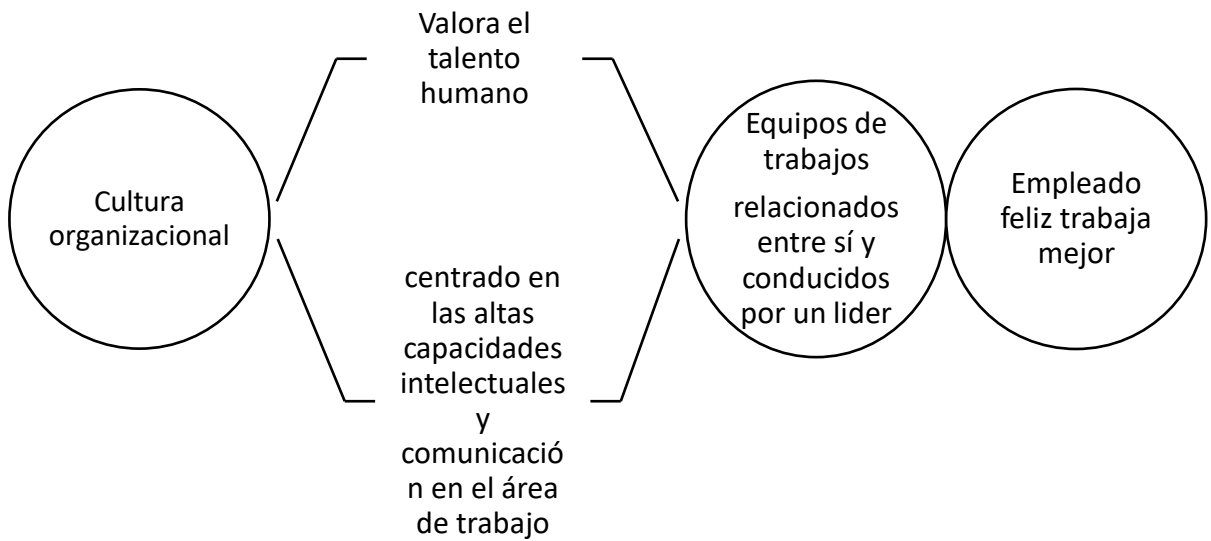 Cultura
organizacional
Valora el
talento
humano
centrado en
las altas
capacidades
intelectuales
y
comunicació
n en el área
de trabajo
Equipos de
trabajos
relacionados
entre sí y
conducidos
por un lider
Empleado
feliz trabaja
mejor